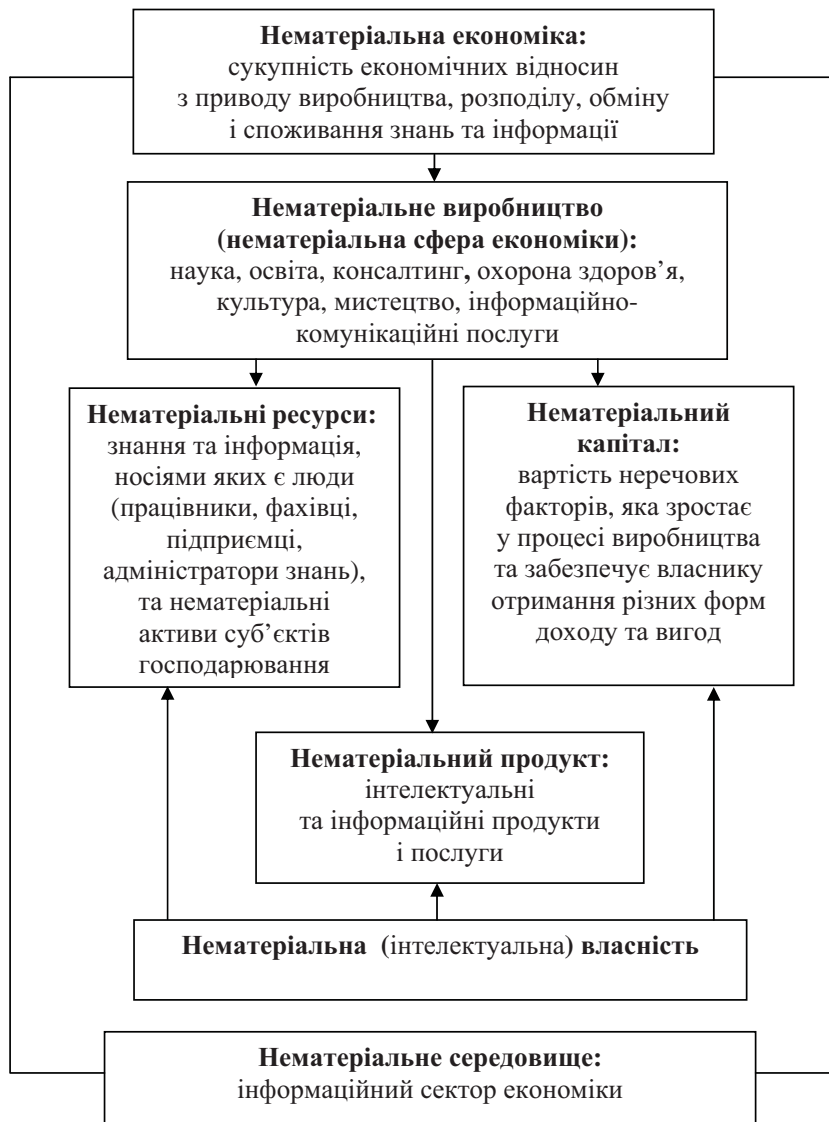 Нематеріальна економіка:
сукупність економічних відносин
з приводу виробництва, розподілу, обміну
і споживання знань та інформації
Нематеріальне виробництво
(нематеріальна сфера економіки):
наука, освіта, консалтинг, охорона здоров’я,
культура, мистецтво, інформаційно-
комунікаційні послуги
Нематеріальні ресурси:
знання та інформація,
носіями яких є люди
(працівники, фахівці,
підприємці,
адміністратори знань),
та нематеріальні
активи суб’єктів
господарювання
Нематеріальний
капітал:
вартість неречових
факторів, яка зростає
у процесі виробництва
та забезпечує власнику
отримання різних форм
доходу та вигод
Нематеріальний продукт:
інтелектуальні
та інформаційні продукти
і послуги
Нематеріальна (інтелектуальна) власність
Нематеріальне середовище:
інформаційний сектор економіки